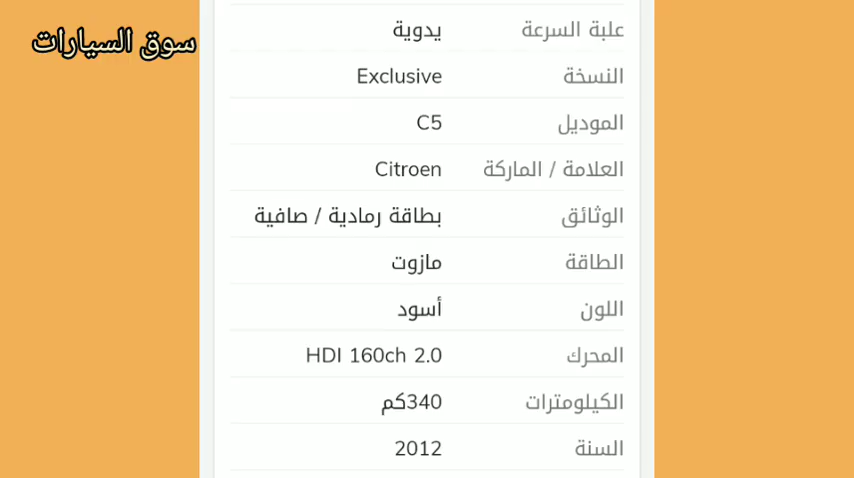 سوق السيارات
علبة السرعة يدوية
النسخة Exclusive
الموديل C5
العلامة / الماركة Citroen
الوثائق بطاقة رمادية / صافية
الطاقة مازوت
اللون أسود
المحرك 2.0 HDI 160ch
الكيلومترات 340كم
السنة 2012